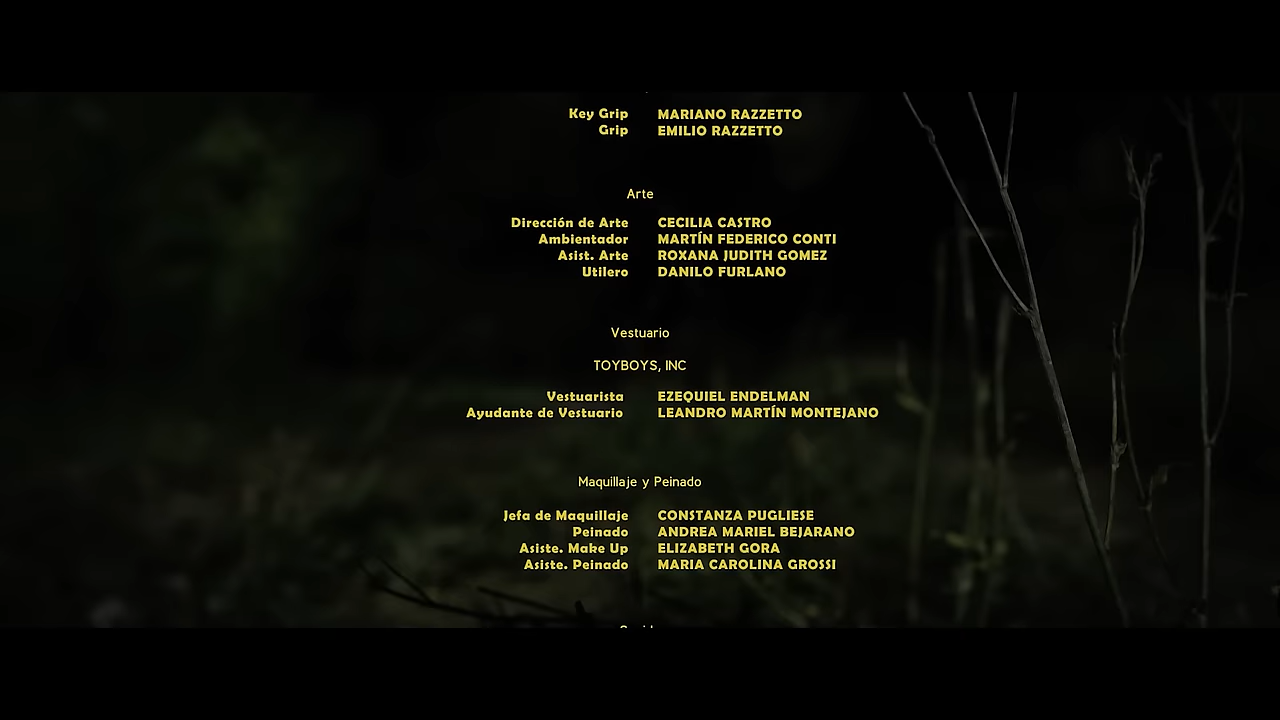 Key Grip MARIANO RAZZETTO
Grip EMILIO RAZZETTO
Arte
Dirección de Arte CECILIA CASTRO
Ambientador MARTÍN FEDERICO CONTI
Asist. Arte ROXANA JUDITH GOMEZ
Utilero DANILO FURLANO
Vestuario
TOYBOYS, INC
Vestuarista EZEQUIEL ENDELMAN
Ayudante de Vestuario LEANDRO MARTÍN MONTEJANO
Maquillaje y Peinado
Jefa de Maquillaje CONSTANZA PUGLIESE
Peinado ANDREA MARIEL BEJARANO
Asiste. Make Up ELIZABETH GORA
Asiste. Peinado MARIA CAROLINA GROSSI